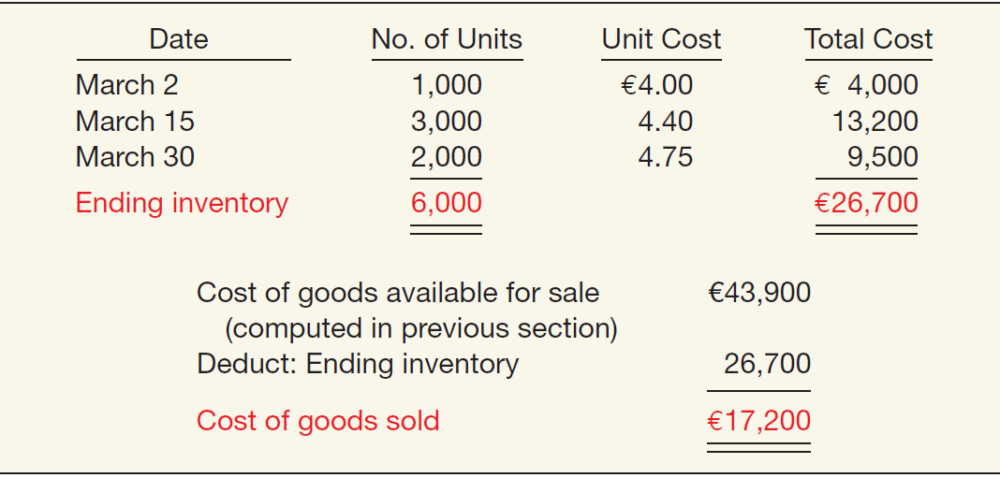 Date No. of Units Unit Cost Total Cost
March 2 1,000 €4.00 € 4,000
March 15 3,000 4.40 13,200
March 30 2,000 4.75 9,500
Ending inventory 6,000 €26,700
Cost of goods available for sale €43,900
(computed in previous section)
Deduct: Ending inventory 26,700
Cost of goods sold €17,200